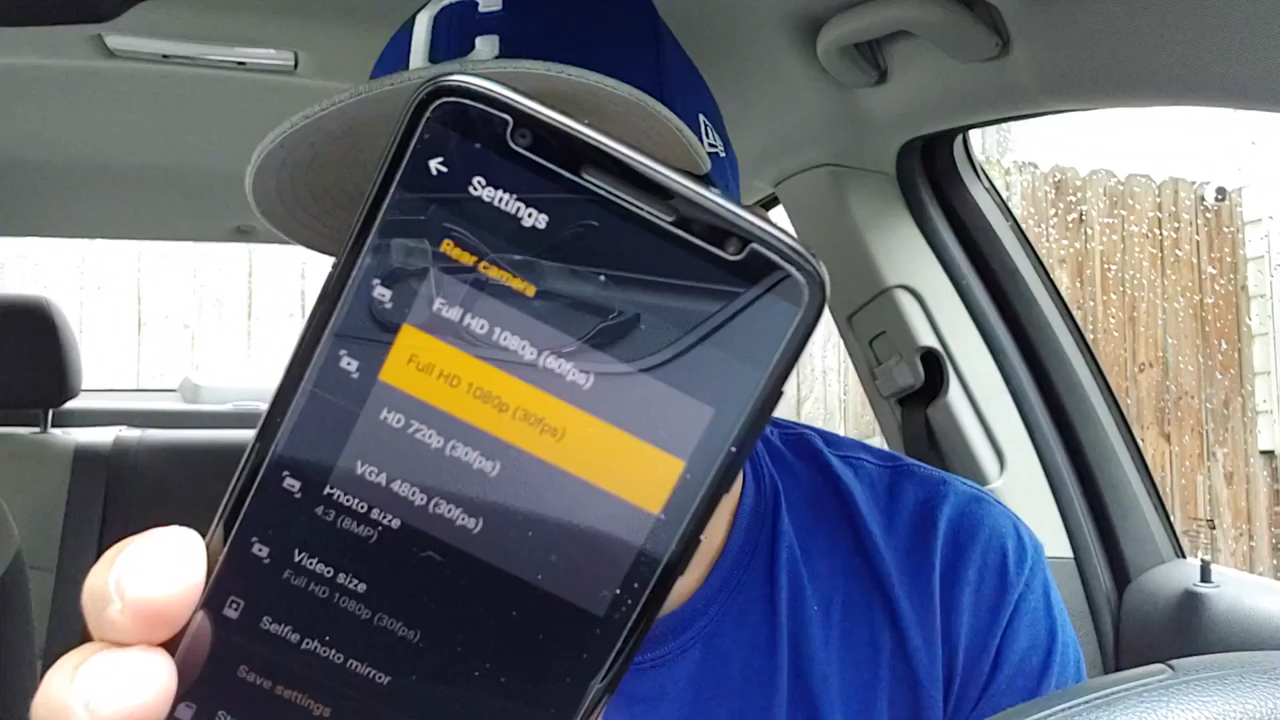 C
Settings
Rear camera
Full HD 1080p (60fps)
Full HD 1080p (30fps)
HD 720p (30fps)
VGA 480p (30fps)
Photo size
4:3 (8MP)
Video size
Full HD 1080p (30fps)
Selfie photo mirror
Save settings